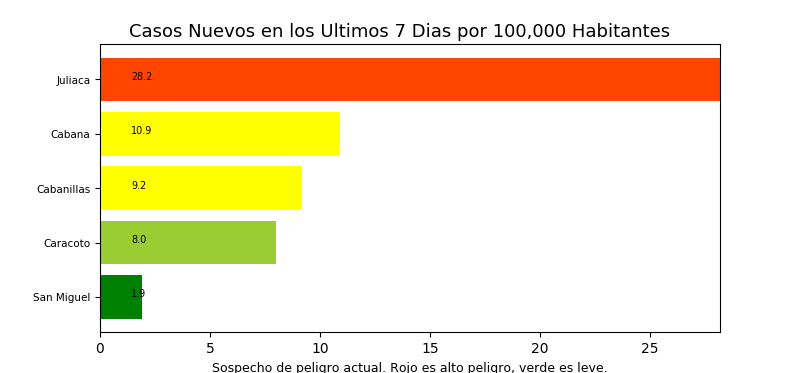 Casos Nuevos en los Ultimos 7 Dias por 100,000 Habitantes
Juliaca 28.2
Cabana 10.9
Cabanillas 9.2
Caracoto 8.0
San Miguel 1.9
0 5 10 15 20 25
Sospecho de peligro actual. Rojo es alto peligro, verde es leve.